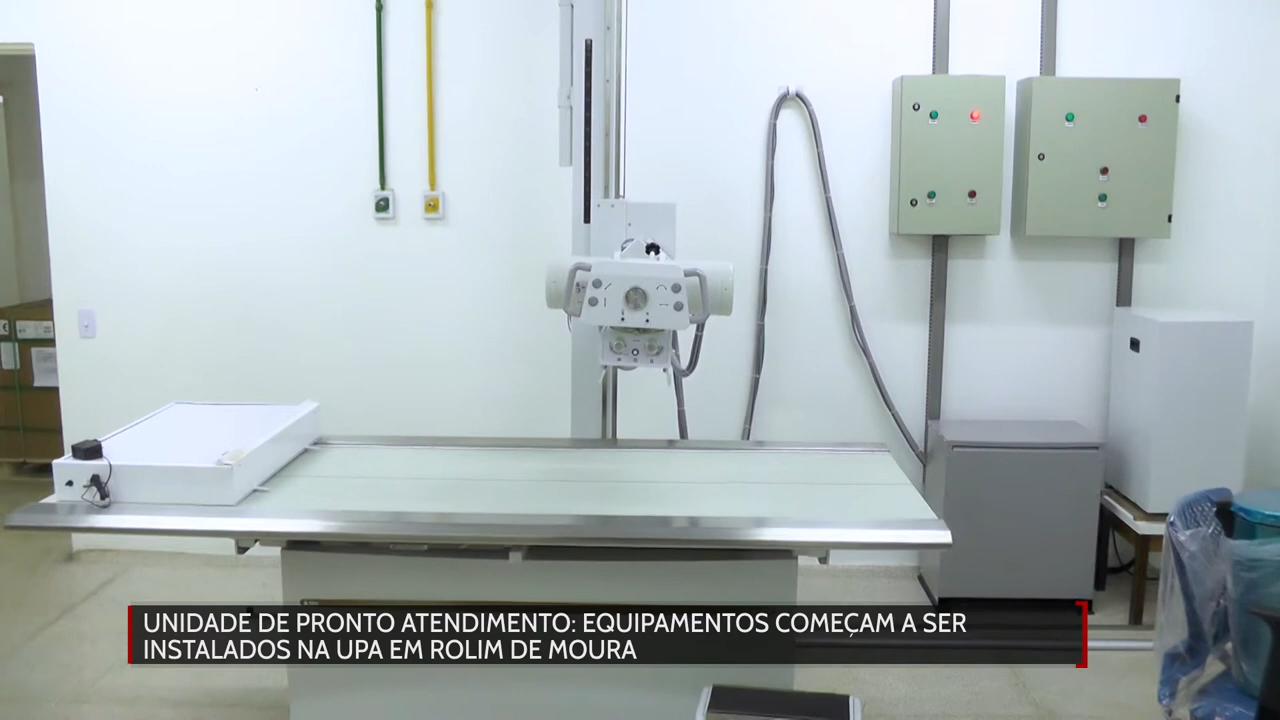 UNIDADE DE PRONTO ATENDIMENTO: EQUIPAMENTOS COMEÇAM A SER
INSTALADOS NA UPA EM ROLIM DE MOURA